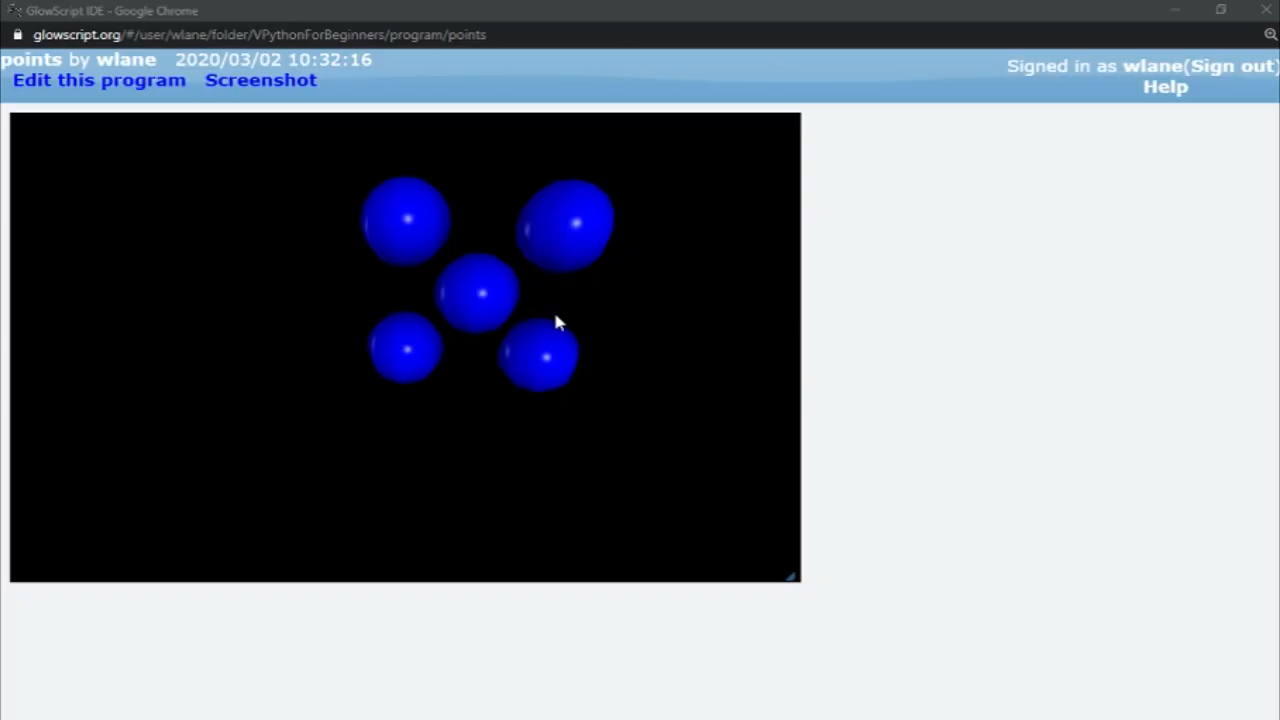 GlowScript IDE - Google Chrome
glowscript.org/#/user/wlane/folder/VPythonForBeginners/program/points
points by wlane 2020/03/02 10:32:16
Signed in as wlane(Sign out)
Edit this program Screenshot
Help